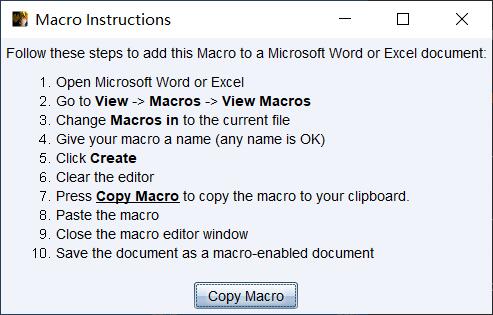 Macro Instructions
Follow these steps to add this Macro to a Microsoft Word or Excel document:
1. Open Microsoft Word or Excel
2. Go to View -> Macros -> View Macros
3. Change Macros in to the current file
4. Give your macro a name (any name is OK)
5. Click Create
6. Clear the editor
7. Press Copy Macro to copy the macro to your clipboard.
8. Paste the macro
9. Close the macro editor window
10. Save the document as a macro-enabled document
Copy Macro